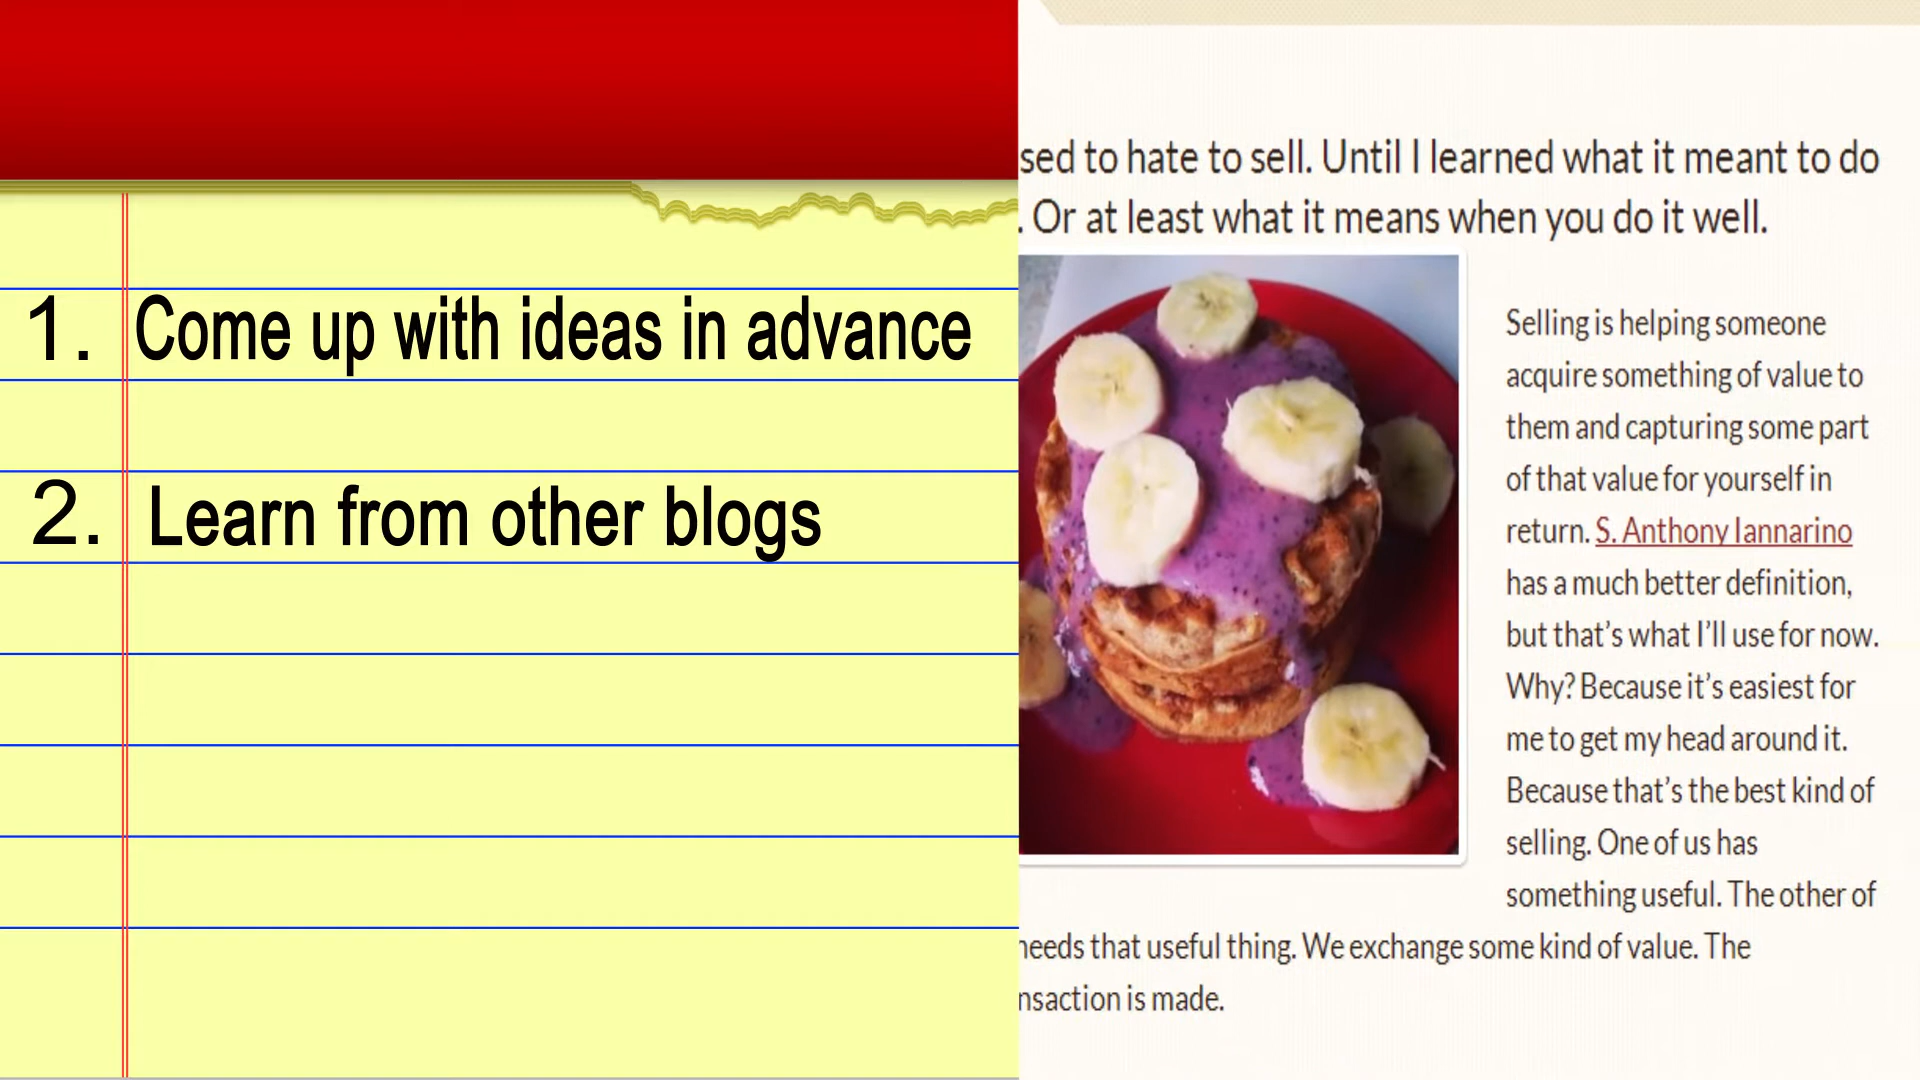 1. Come up with ideas in advance
2. Learn from other blogs
sed to hate to sell. Until I learned what it meant to do
. Or at least what it means when you do it well.
Selling is helping someone
acquire something of value to
them and capturing some part
of that value for yourself in
return. S. Anthony Iannarino
has a much better definition,
but that's what I'll use for now.
Why? Because it's easiest for
me to get my head around it.
Because that's the best kind of
selling. One of us has
something useful. The other of
needs that useful thing. We exchange some kind of value. The
nsaction is made.